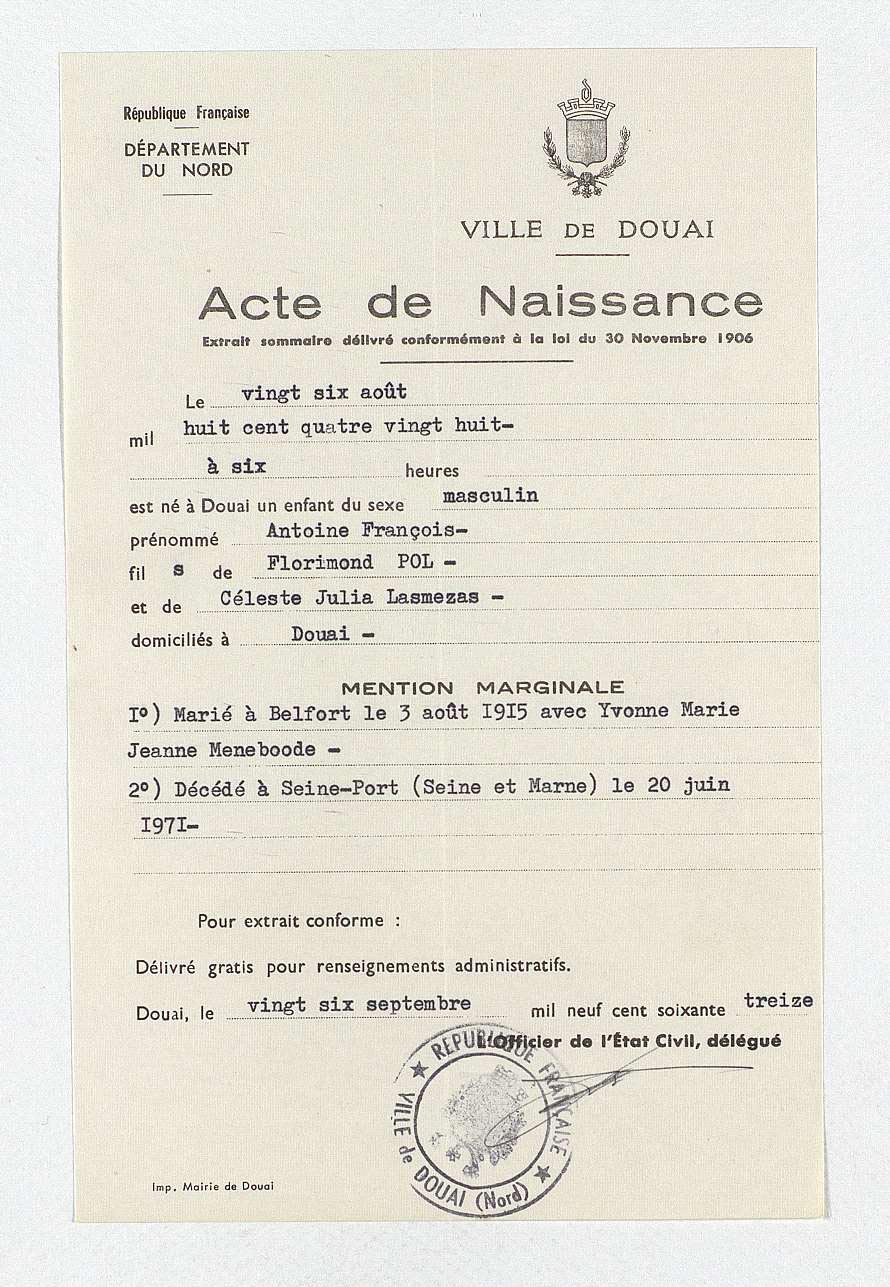 République Française
DÉPARTEMENT
DU NORD
VILLE DE DOUAI
Acte de Naissance
Extrait sommaire délivré conformément à la loi du 30 Novembre 1906
Le vingt six août
mil huit cent quatre vingt huit-
à six heures
est né à Douai un enfant du sexe masculin
prénommé Antoine François-
fil s de Florimond POL -
et de Céleste Julia Lasmezas -
domiciliés à Douai -
MENTION MARGINALE
I°) Marié à Belfort le 3 août I9I5 avec Yvonne Marie
Jeanne Meneboode -
2°) Décédé à Seine-Port (Seine et Marne) le 20 juin
I97I-
Pour extrait conforme :
Délivré gratis pour renseignements administratifs.
Douai, le vingt six septembre mil neuf cent soixante treize
L'Officier de l'État Civil, délégué
★ REPUBLIQUE FRANÇAISE ★
VILLE de DOUAI (Nord)
Imp. Mairie de Douai